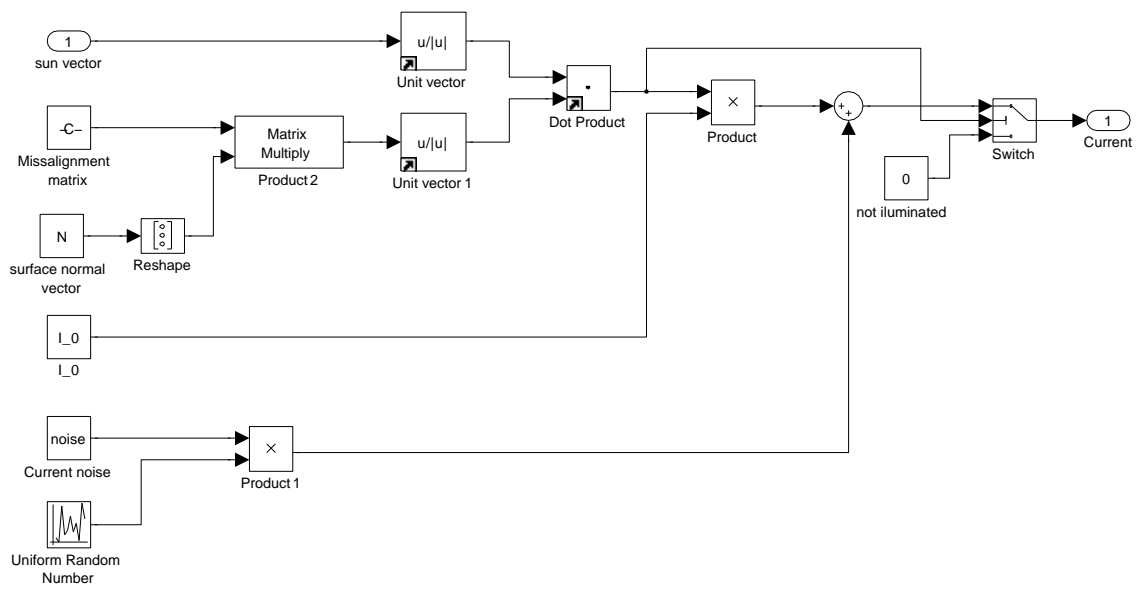 1
sun vector
u/|u|
Unit vector
-C-
Missalignment
matrix
Matrix
Multiply
Product 2
u/|u|
Unit vector 1
Dot Product
×
Product
+
+
Switch
1
Current
0
not iluminated
N
surface normal
vector
Reshape
I_0
I_0
noise
Current noise
×
Product 1
Uniform Random
Number